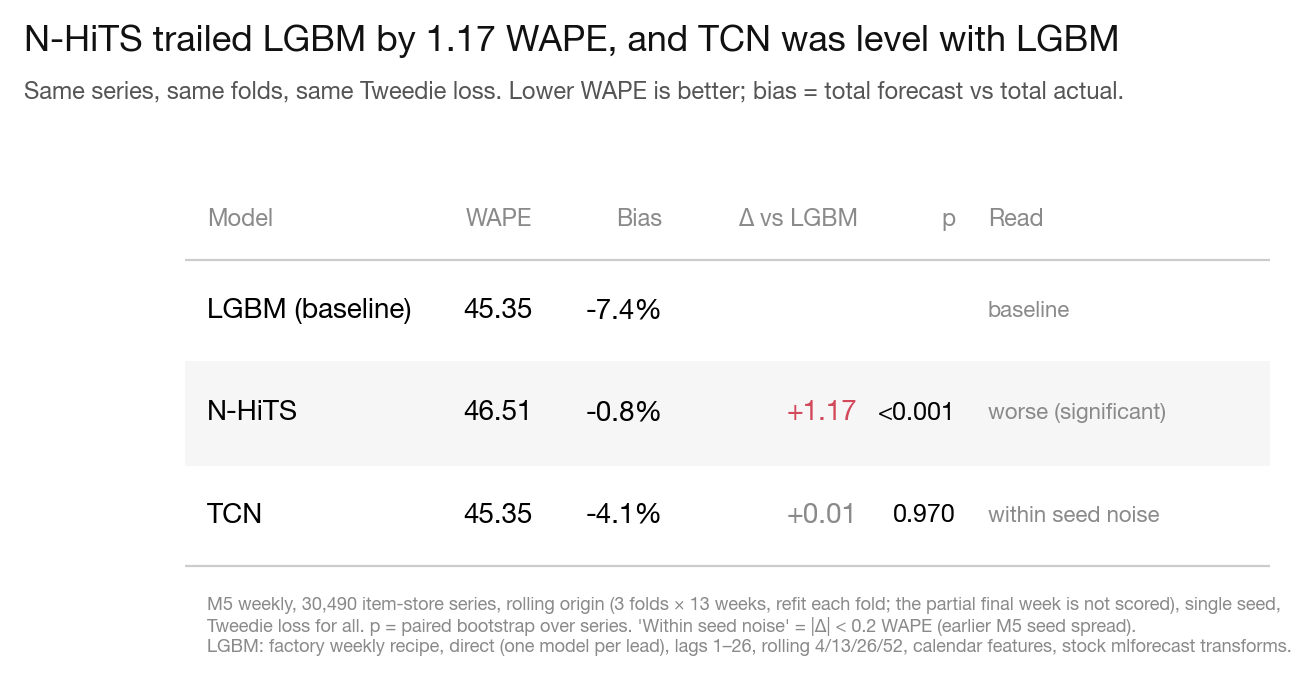 N-HiTS trailed LGBM by 1.17 WAPE, and TCN was level with LGBM
Same series, same folds, same Tweedie loss. Lower WAPE is better; bias = total forecast vs total actual.
Model WAPE Bias Δ vs LGBM p Read
LGBM (baseline) 45.35 -7.4% baseline
N-HiTS 46.51 -0.8% +1.17 <0.001 worse (significant)
TCN 45.35 -4.1% +0.01 0.970 within seed noise
M5 weekly, 30,490 item-store series, rolling origin (3 folds × 13 weeks, refit each fold; the partial final week is not scored), single seed,
Tweedie loss for all. p = paired bootstrap over series. 'Within seed noise' = |Δ| < 0.2 WAPE (earlier M5 seed spread).
LGBM: factory weekly recipe, direct (one model per lead), lags 1–26, rolling 4/13/26/52, calendar features, stock mlforecast transforms.